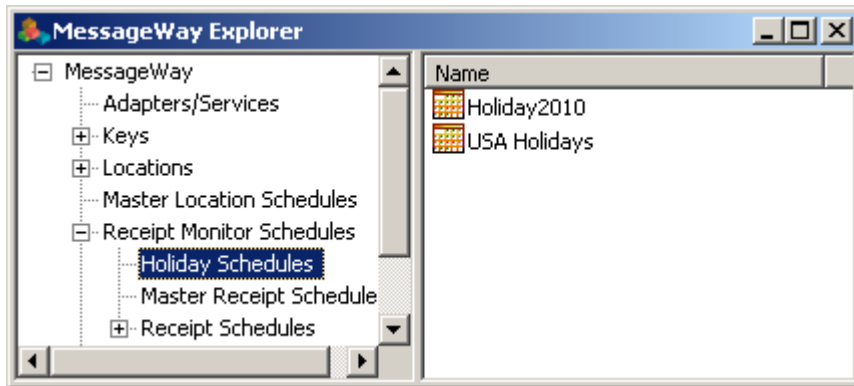 MessageWay Explorer
MessageWay
Adapters/Services
Keys
Locations
Master Location Schedules
Receipt Monitor Schedules
Holiday Schedules
Master Receipt Schedule
Receipt Schedules
Name
Holiday2010
USA Holidays